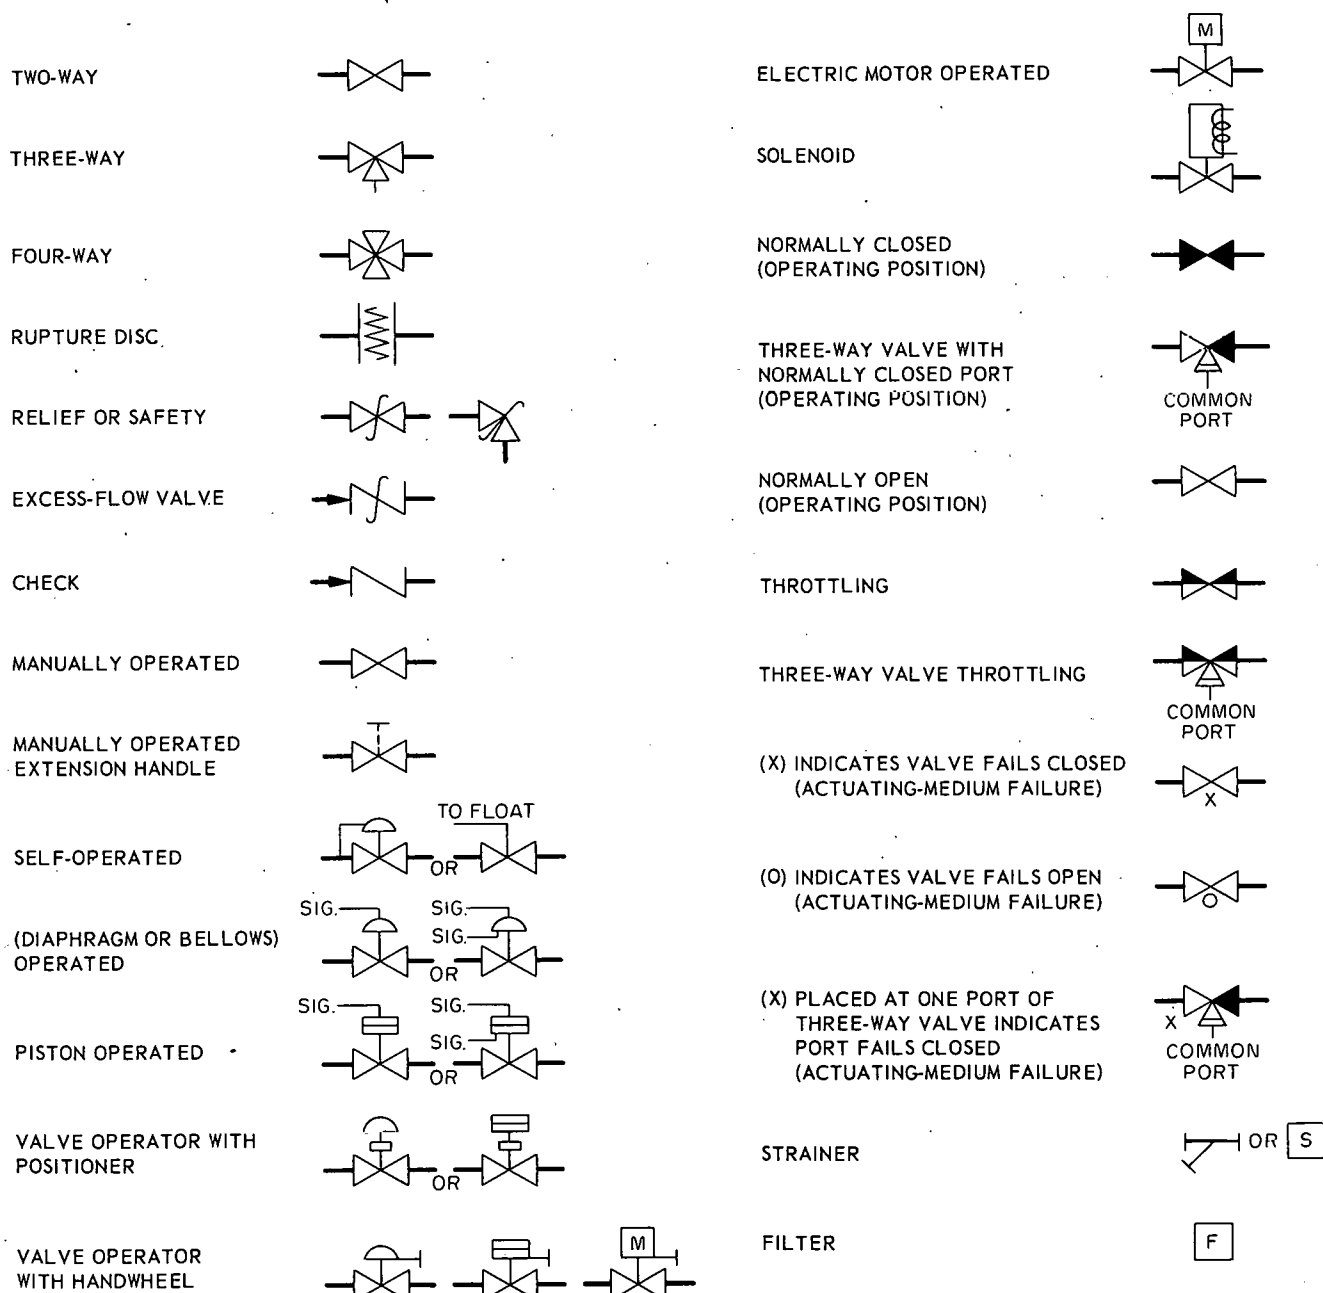 TWO-WAY
THREE-WAY
FOUR-WAY
RUPTURE DISC
RELIEF OR SAFETY
EXCESS-FLOW VALVE
CHECK
MANUALLY OPERATED
MANUALLY OPERATED
EXTENSION HANDLE
TO FLOAT
SELF-OPERATED
OR
SIG.
SIG.
SIG.
(DIAPHRAGM OR BELLOWS)
OPERATED
OR
SIG.
SIG.
SIG.
PISTON OPERATED
OR
VALVE OPERATOR WITH
POSITIONER
OR
VALVE OPERATOR
WITH HANDWHEEL
M
ELECTRIC MOTOR OPERATED
M
SOLENOID
NORMALLY CLOSED
(OPERATING POSITION)
THREE-WAY VALVE WITH
NORMALLY CLOSED PORT
(OPERATING POSITION)
COMMON
PORT
NORMALLY OPEN
(OPERATING POSITION)
THROTTLING
THREE-WAY VALVE THROTTLING
COMMON
PORT
(X) INDICATES VALVE FAILS CLOSED
(ACTUATING-MEDIUM FAILURE)
X
(O) INDICATES VALVE FAILS OPEN
(ACTUATING-MEDIUM FAILURE)
(X) PLACED AT ONE PORT OF
THREE-WAY VALVE INDICATES
PORT FAILS CLOSED
(ACTUATING-MEDIUM FAILURE)
X
COMMON
PORT
STRAINER
OR S
FILTER
F